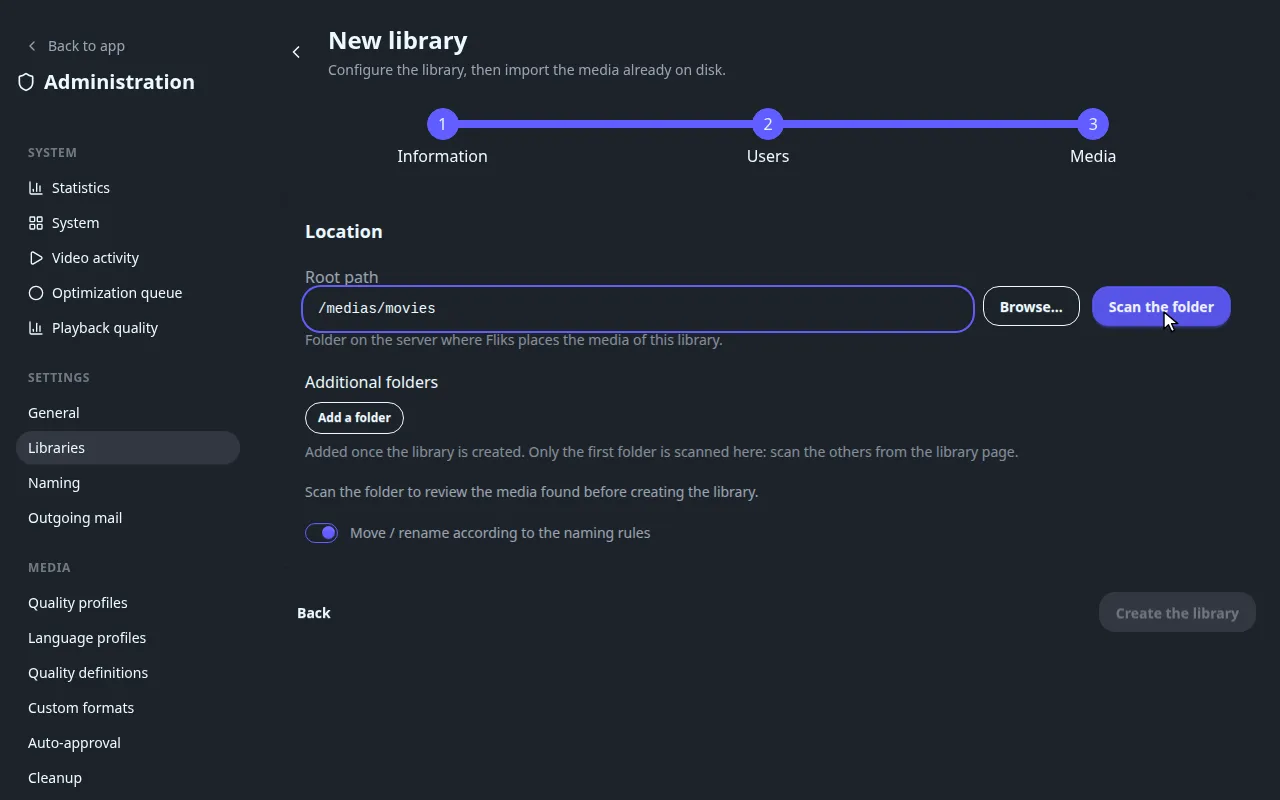 Back to app
Administration
SYSTEM
Statistics
System
Video activity
Optimization queue
Playback quality
SETTINGS
General
Libraries
Naming
Outgoing mail
MEDIA
Quality profiles
Language profiles
Quality definitions
Custom formats
Auto-approval
Cleanup
New library
Configure the library, then import the media already on disk.
1 2 3
Information Users Media
Location
Root path
/medias/movies Browse... Scan the folder
Folder on the server where Fliks places the media of this library.
Additional folders
Add a folder
Added once the library is created. Only the first folder is scanned here: scan the others from the library page.
Scan the folder to review the media found before creating the library.
Move / rename according to the naming rules
Back Create the library